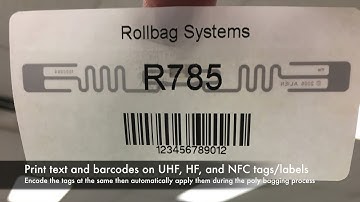 Rollbag Systems
R785
123456789012
Print text and barcodes on UHF, HF, and NFC tags/labels
Encode the tags at the same then automatically apply them during the poly bagging process